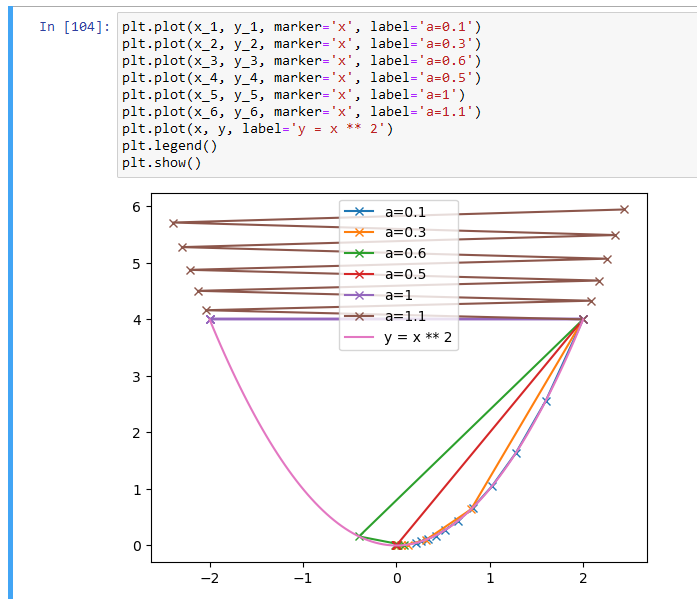 In [104]: plt.plot(x_1, y_1, marker='x', label='a=0.1')
plt.plot(x_2, y_2, marker='x', label='a=0.3')
plt.plot(x_3, y_3, marker='x', label='a=0.6')
plt.plot(x_4, y_4, marker='x', label='a=0.5')
plt.plot(x_5, y_5, marker='x', label='a=1')
plt.plot(x_6, y_6, marker='x', label='a=1.1')
plt.plot(x, y, label='y = x ** 2')
plt.legend()
plt.show()
6
5
4
3
2
1
0
a=0.1
a=0.3
a=0.6
a=0.5
a=1
a=1.1
y = x ** 2
−2 −1 0 1 2